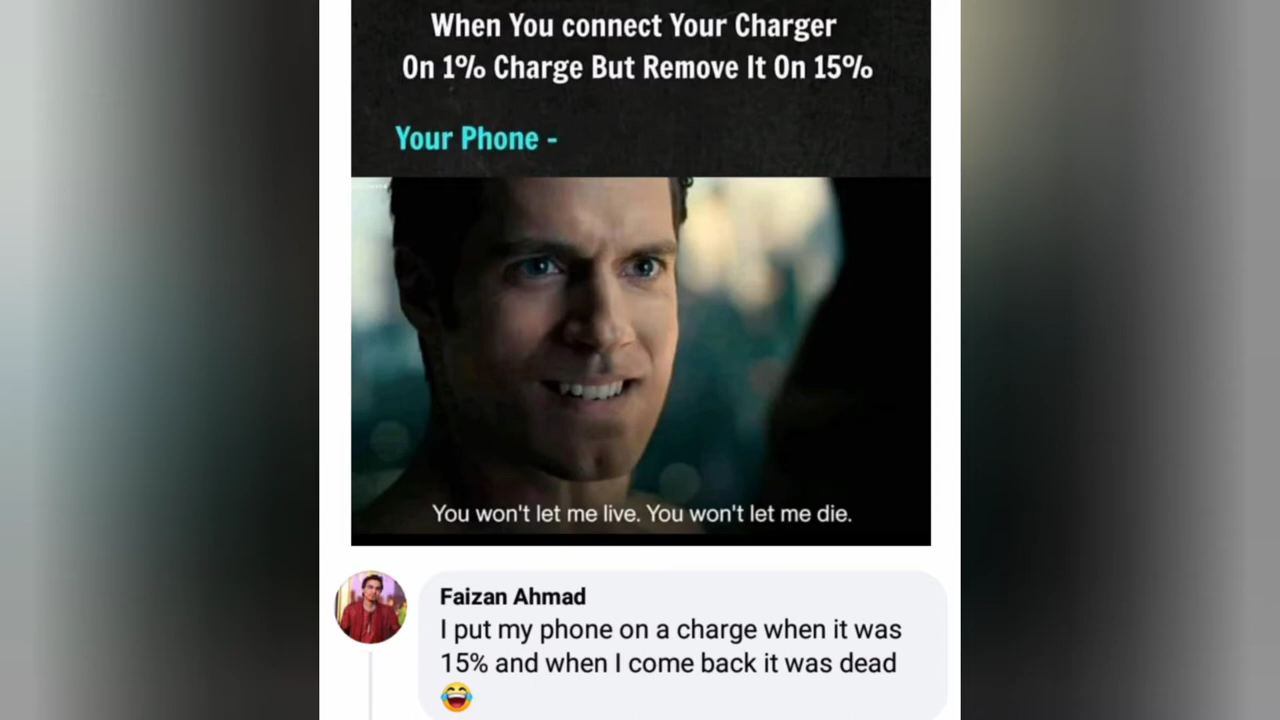 When You connect Your Charger
On 1% Charge But Remove It On 15%
Your Phone -
You won't let me live. You won't let me die.
Faizan Ahmad
I put my phone on a charge when it was
15% and when I come back it was dead
😂